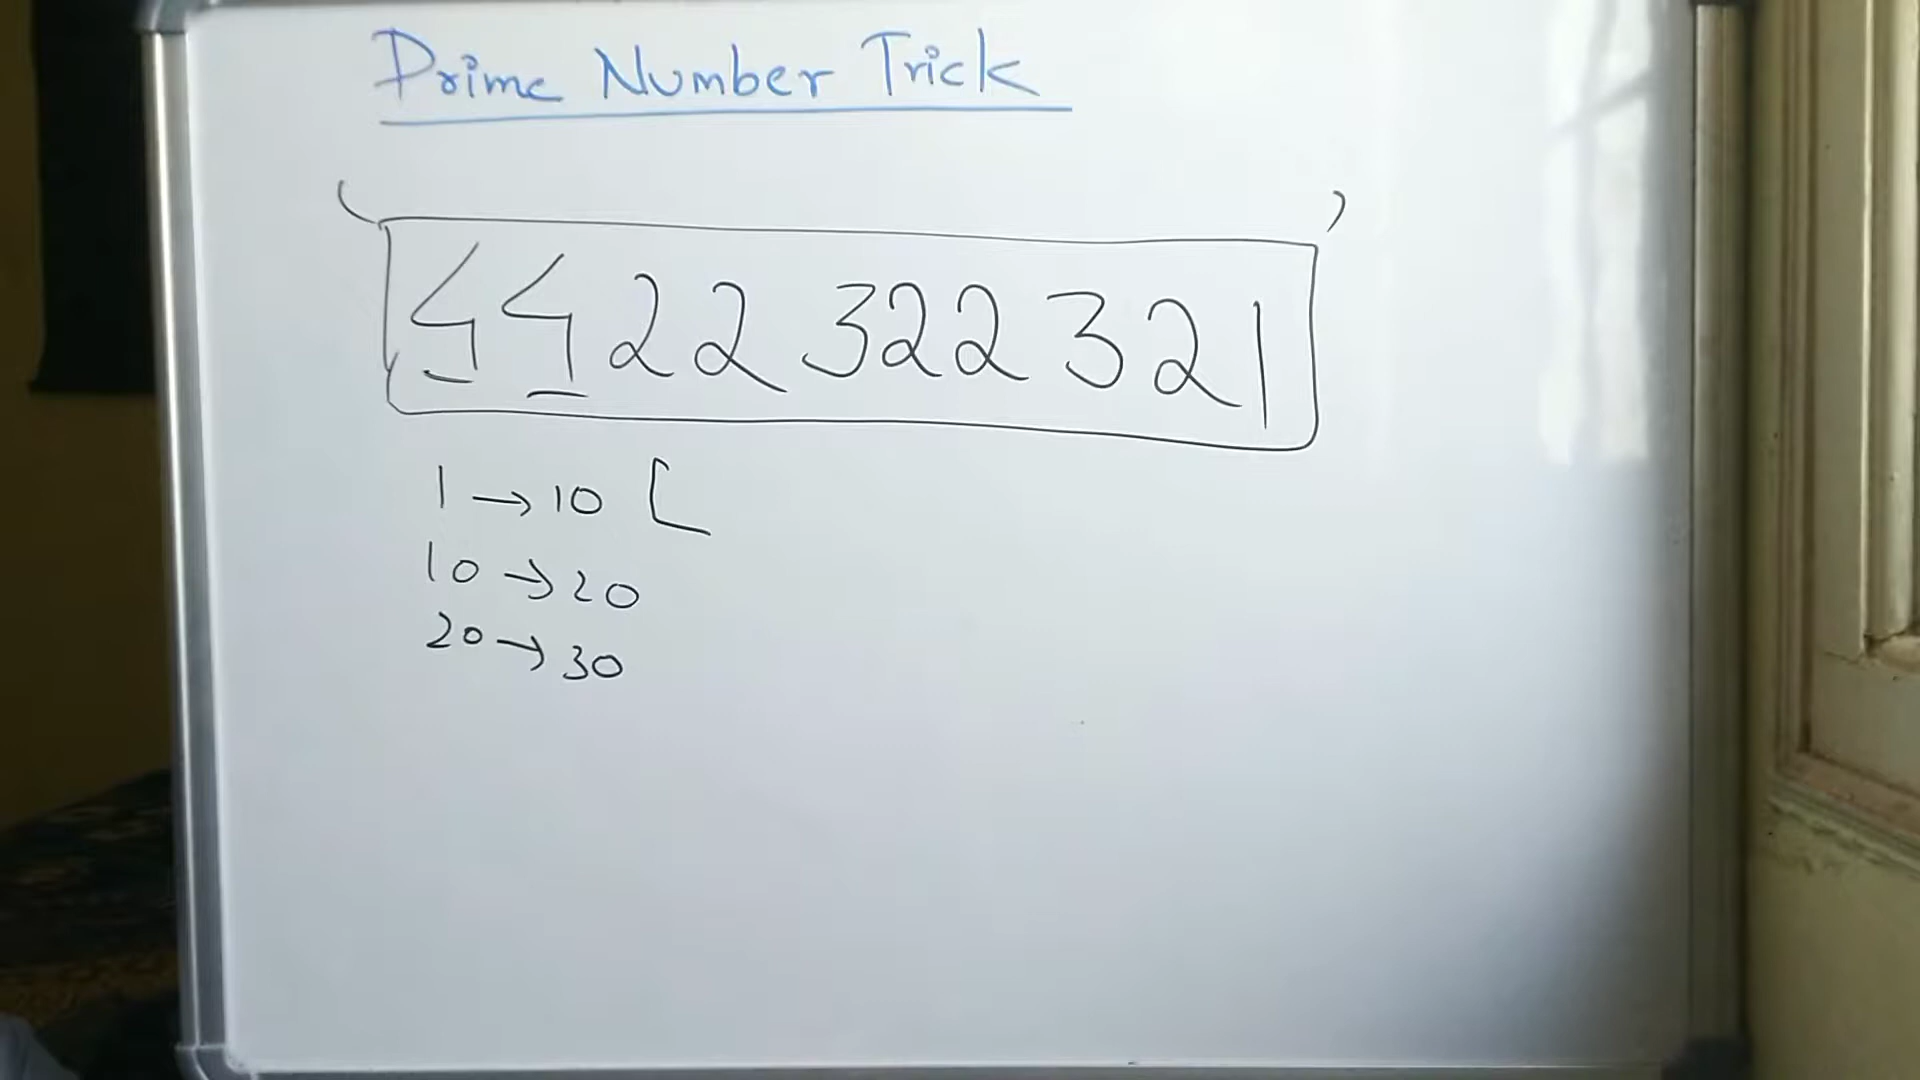 Prime Number Trick
4422322321
1 → 10 [
10 → 20
20 → 30